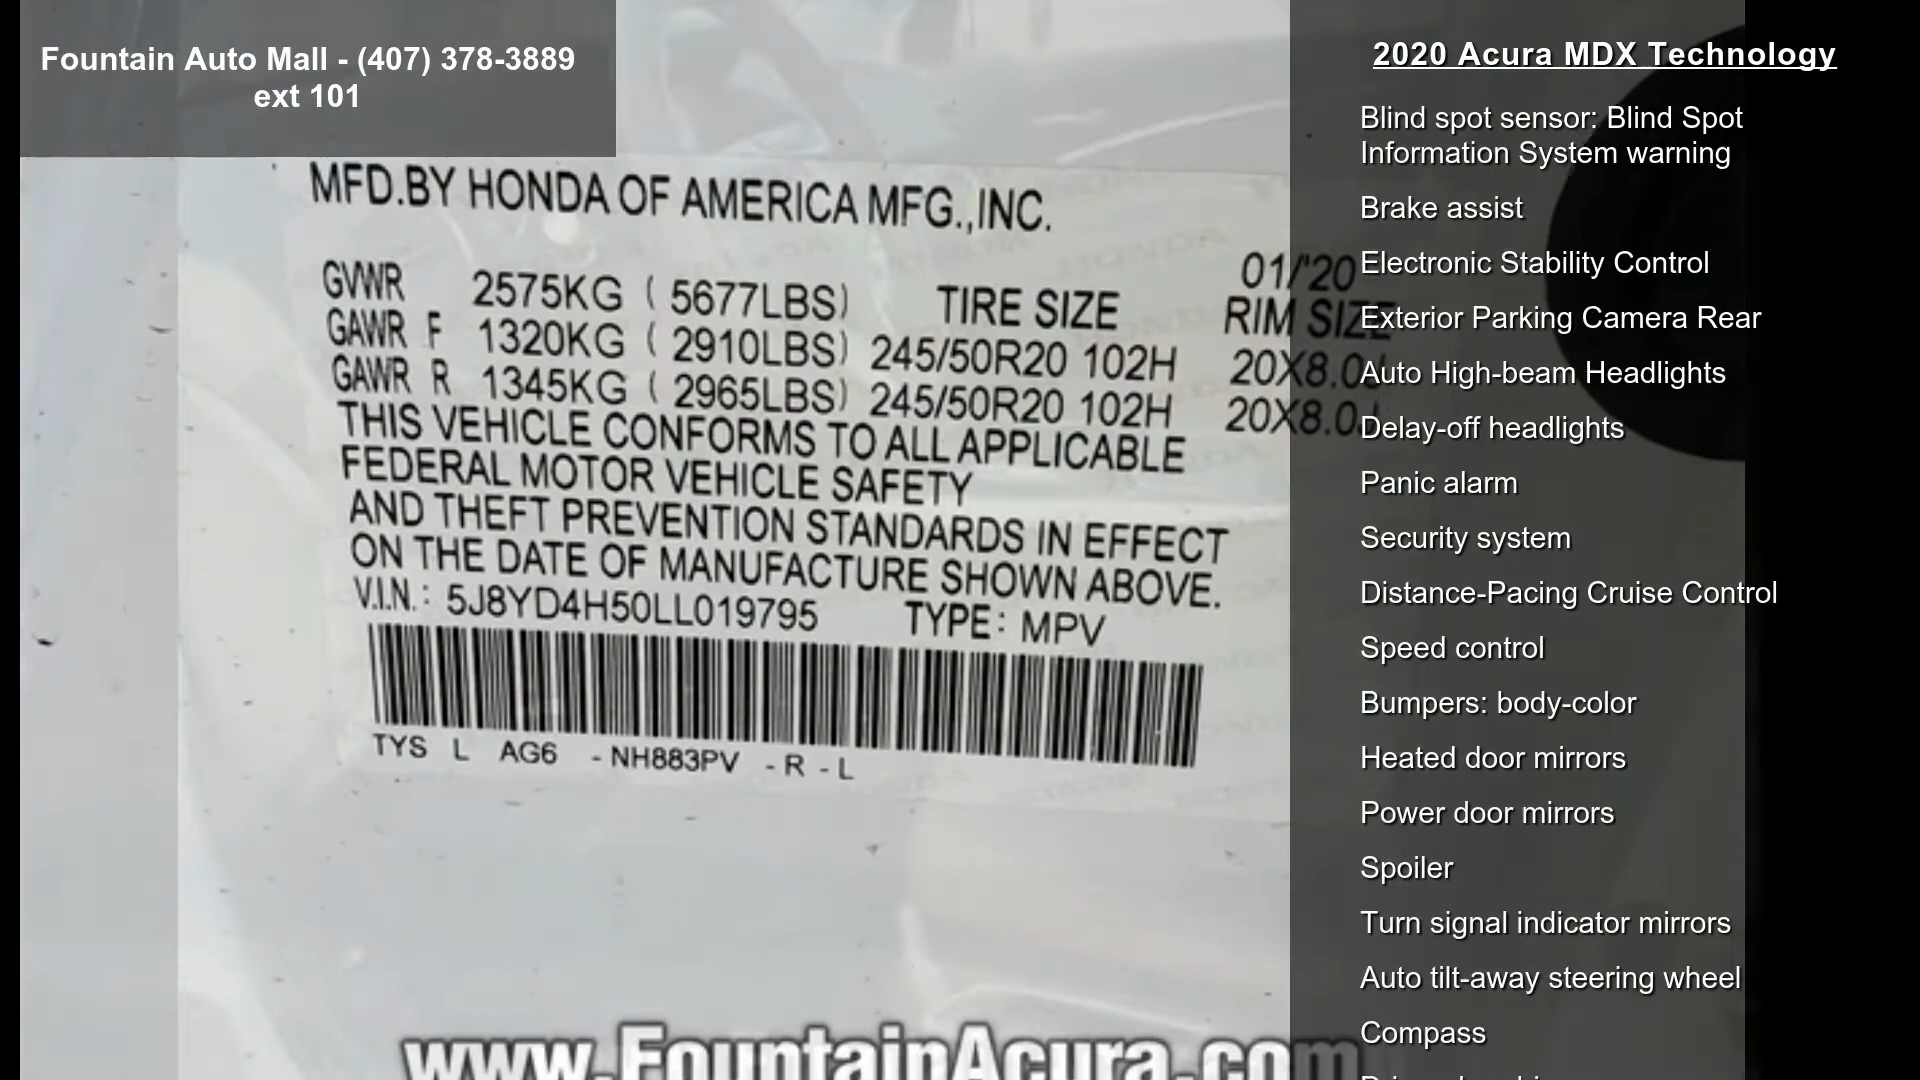 Fountain Auto Mall - (407) 378-3889
ext 101
MFD.BY HONDA OF AMERICA MFG.,INC.
01/'20
GVWR 2575KG ( 5677LBS) TIRE SIZE RIM SIZE
GAWR F 1320KG ( 2910LBS) 245/50R20 102H 20X8.0J
GAWR R 1345KG ( 2965LBS) 245/50R20 102H 20X8.0J
THIS VEHICLE CONFORMS TO ALL APPLICABLE
FEDERAL MOTOR VEHICLE SAFETY
AND THEFT PREVENTION STANDARDS IN EFFECT
ON THE DATE OF MANUFACTURE SHOWN ABOVE.
V.I.N.: 5J8YD4H50LL019795 TYPE: MPV
TYS L AG6 - NH883PV - R - L
www.FountainAcura.com
2020 Acura MDX Technology
Blind spot sensor: Blind Spot
Information System warning
Brake assist
Electronic Stability Control
Exterior Parking Camera Rear
Auto High-beam Headlights
Delay-off headlights
Panic alarm
Security system
Distance-Pacing Cruise Control
Speed control
Bumpers: body-color
Heated door mirrors
Power door mirrors
Spoiler
Turn signal indicator mirrors
Auto tilt-away steering wheel
Compass